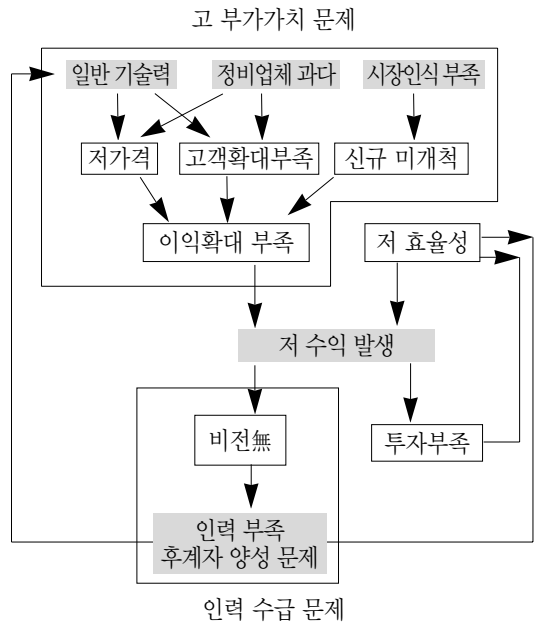 고 부가가치 문제
일반 기술력 정비업체 과다 시장인식 부족
저가격 고객확대부족 신규 미개척
이익확대 부족 저 효율성
저 수익 발생
비전無 투자부족
인력 부족
후계자 양성 문제
인력 수급 문제